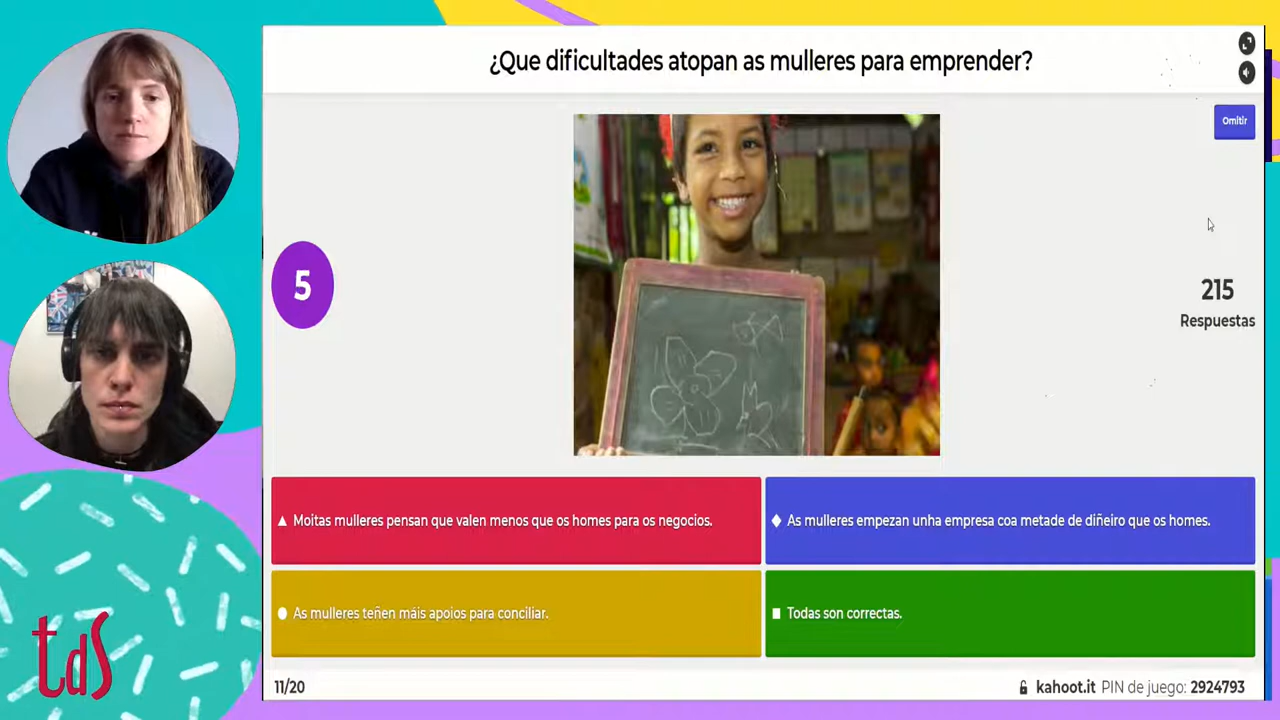 ¿Que dificultades atopan as mulleres para emprender?
Omitir
5
215
Respuestas
Moitas mulleres pensan que valen menos que os homes para os negocios.
As mulleres empezan unha empresa coa metade de diñeiro que os homes.
As mulleres teñen máis apoios para conciliar.
Todas son correctas.
tdS
11/20
kahoot.it PIN de juego: 2924793